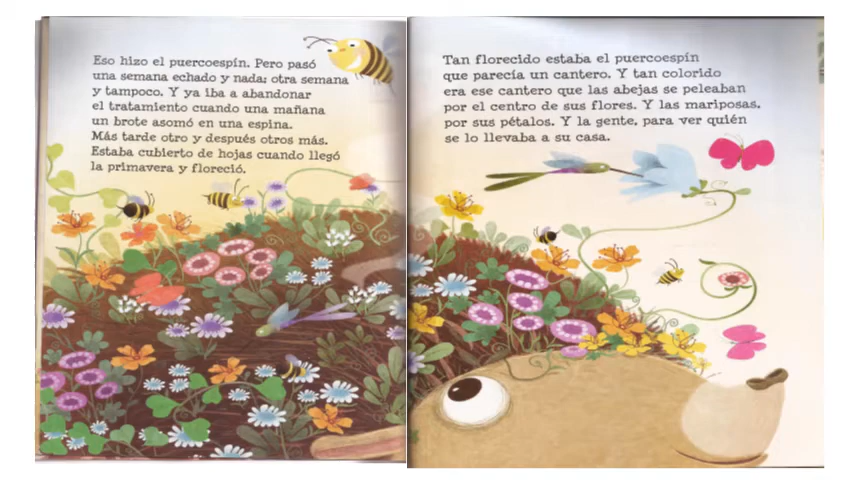 Eso hizo el puercoespín. Pero pasó
una semana echado y nada; otra semana
y tampoco. Y ya iba a abandonar
el tratamiento cuando una mañana
un brote asomó en una espina.
Más tarde otro y después otros más.
Estaba cubierto de hojas cuando llegó
la primavera y floreció.
Tan florecido estaba el puercoespín
que parecía un cantero. Y tan colorido
era ese cantero que las abejas se peleaban
por el centro de sus flores. Y las mariposas,
por sus pétalos. Y la gente, para ver quién
se lo llevaba a su casa.